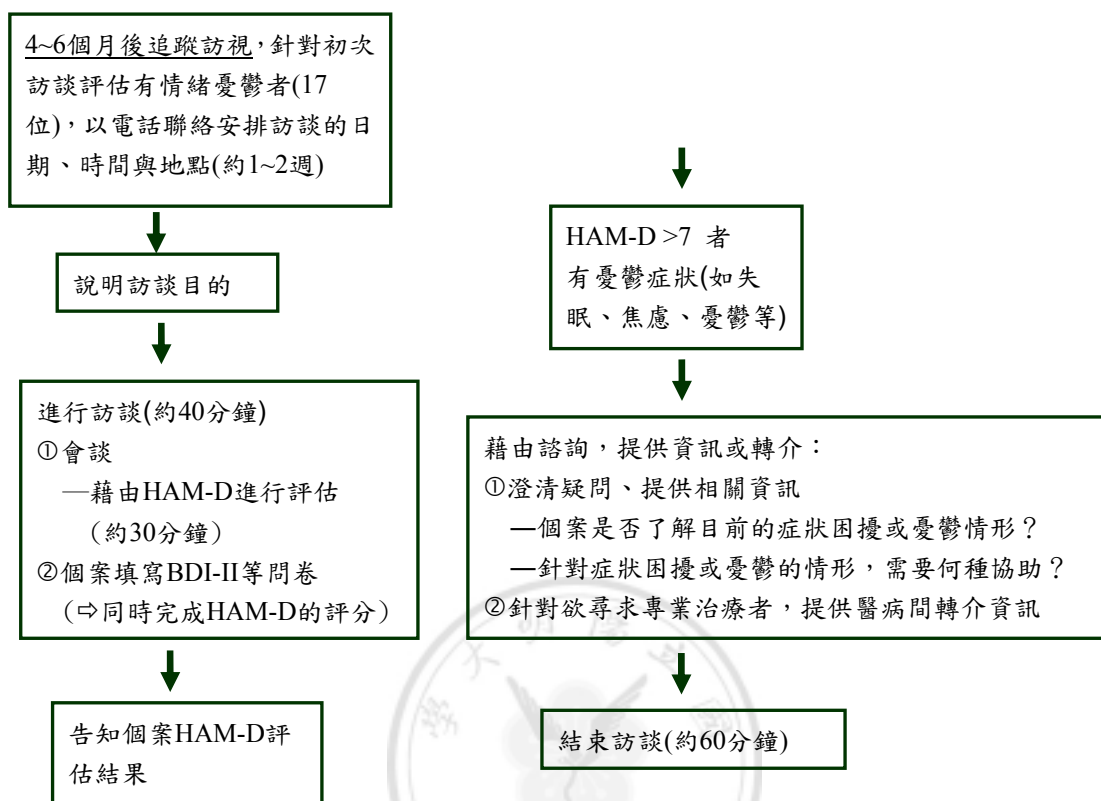 4~6個月後追蹤訪視，針對初次
訪談評估有情緒憂鬱者(17
位)，以電話聯絡安排訪談的日
期、時間與地點(約1~2週)
說明訪談目的
進行訪談(約40分鐘)
①會談
—藉由HAM-D進行評估
（約30分鐘）
②個案填寫BDI-II等問卷
（⇨同時完成HAM-D的評分）
告知個案HAM-D評
估結果
HAM-D >7 者
有憂鬱症狀(如失
眠、焦慮、憂鬱等)
藉由諮詢，提供資訊或轉介：
①澄清疑問、提供相關資訊
—個案是否了解目前的症狀困擾或憂鬱情形？
—針對症狀困擾或憂鬱的情形，需要何種協助？
②針對欲尋求專業治療者，提供醫病間轉介資訊
結束訪談(約60分鐘)
國立陽明大學